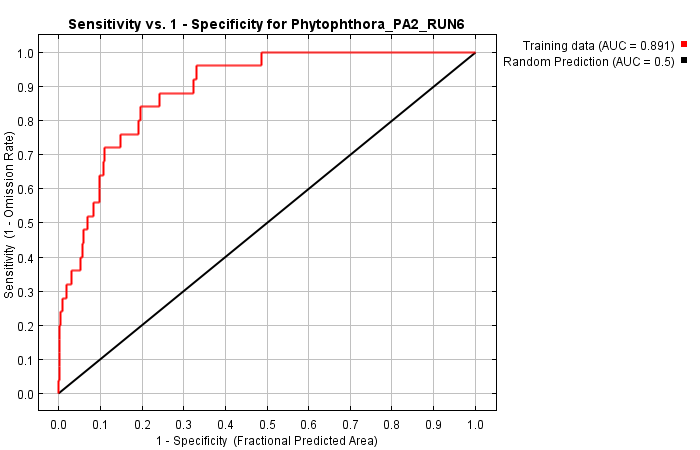 Sensitivity vs. 1 - Specificity for Phytophthora_PA2_RUN6
Training data (AUC = 0.891)
Random Prediction (AUC = 0.5)
Sensitivity (1 - Omission Rate)
1.0
0.9
0.8
0.7
0.6
0.5
0.4
0.3
0.2
0.1
0.0
0.0 0.1 0.2 0.3 0.4 0.5 0.6 0.7 0.8 0.9 1.0
1 - Specificity (Fractional Predicted Area)